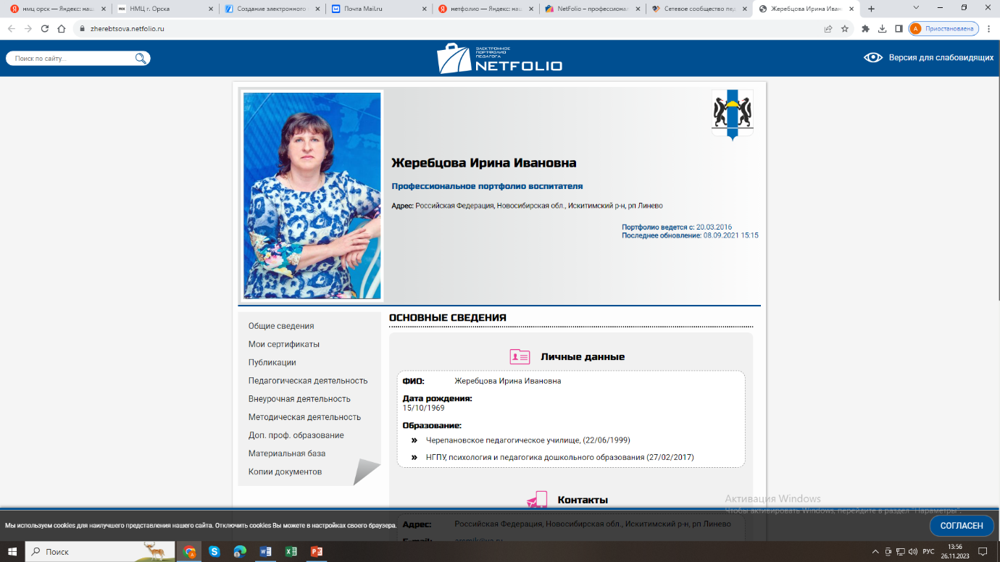 нмц орск — Яндекс: наш
НМЦ г. Орска
Создание электронного
Почта Mail.ru
нетфолио — Яндекс: наш
NetFolio – профессионал
Сетевое сообщество пед
Жеребцова Ирина Иван
zherebtsova.netfolio.ru
Приостановлена
Поиск по сайту...
ЭЛЕКТРОННОЕ
ПОРТФОЛИО
ПЕДАГОГА
NETFOLIO
Версия для слабовидящих
Жеребцова Ирина Ивановна
Профессиональное портфолио воспитателя
Адрес: Российская Федерация, Новосибирская обл., Искитимский р-н, рп Линево
Портфолио ведется с: 20.03.2016
Последнее обновление: 08.09.2021 15:15
Общие сведения
Мои сертификаты
Публикации
Педагогическая деятельность
Внеурочная деятельность
Методическая деятельность
Доп. проф. образование
Материальная база
Копии документов
ОСНОВНЫЕ СВЕДЕНИЯ
Личные данные
ФИО: Жеребцова Ирина Ивановна
Дата рождения:
15/10/1969
Образование:
» Черепановское педагогическое училище, (22/06/1999)
» НГПУ, психология и педагогика дошкольного образования (27/02/2017)
Контакты
Адрес: Российская Федерация, Новосибирская обл., Искитимский р-н, рп Линево
Активация Windows
Чтобы активировать Windows, перейдите в раздел "Параметры".
Мы используем cookies для наилучшего представления нашего сайта. Отключить cookies Вы можете в настройках своего браузера.
СОГЛАСЕН
Поиск
РУС
13:56
26.11.2023